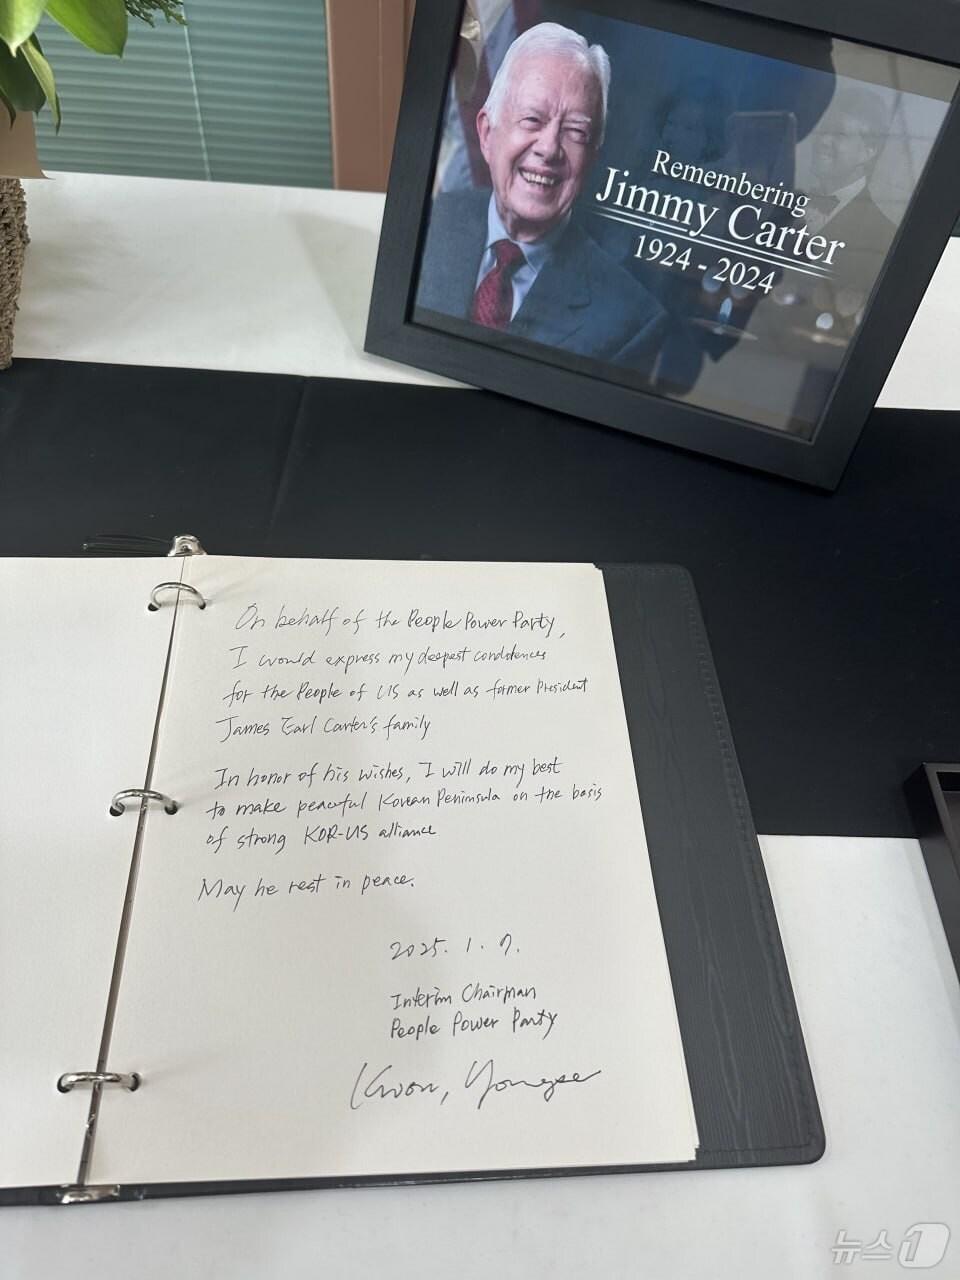 Remembering
Jimmy Carter
1924 - 2024
On behalf of the People Power Party,
I would express my deepest condolences
for the People of US as well as former President
James Earl Carter's family
In honor of his wishes, I will do my best
to make peaceful Korean Peninsula on the basis
of strong KOR-US alliance
May he rest in peace.
2025. 1. 7.
Interim Chairman
People Power Party
Kwon, Youngse
뉴스1